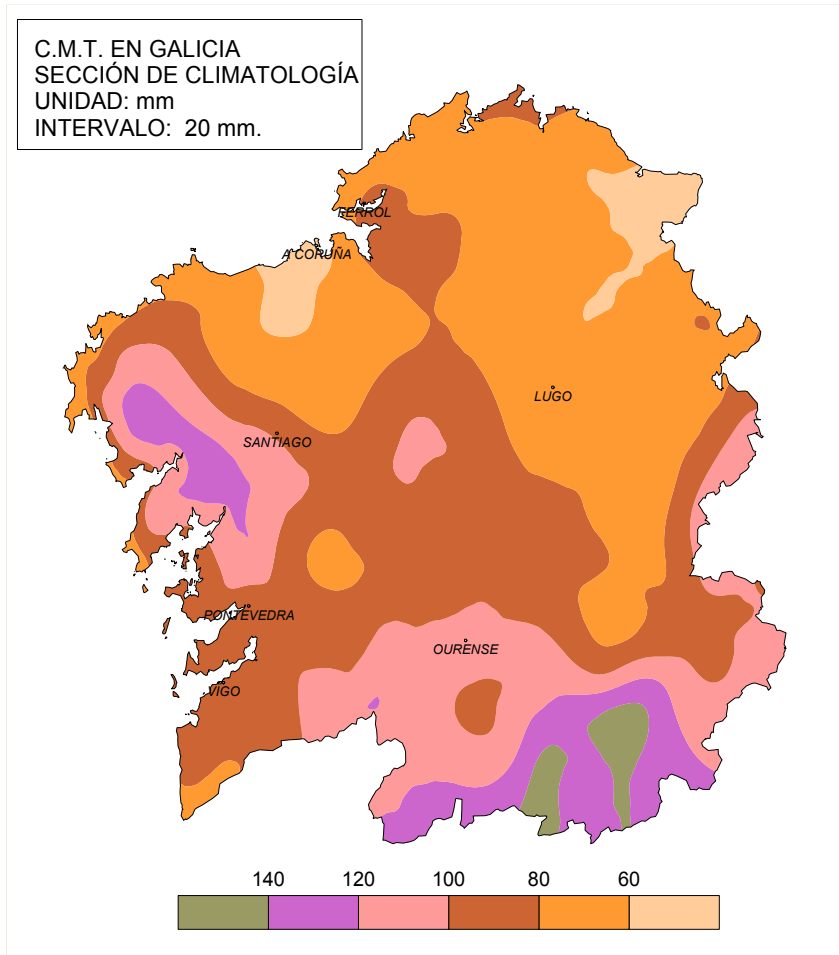 C.M.T. EN GALICIA
SECCIÓN DE CLIMATOLOGÍA
UNIDAD: mm
INTERVALO: 20 mm.
FERROL
A CORUÑA
LUGO
SANTIAGO
PONTEVEDRA
OURENSE
VIGO
140 120 100 80 60